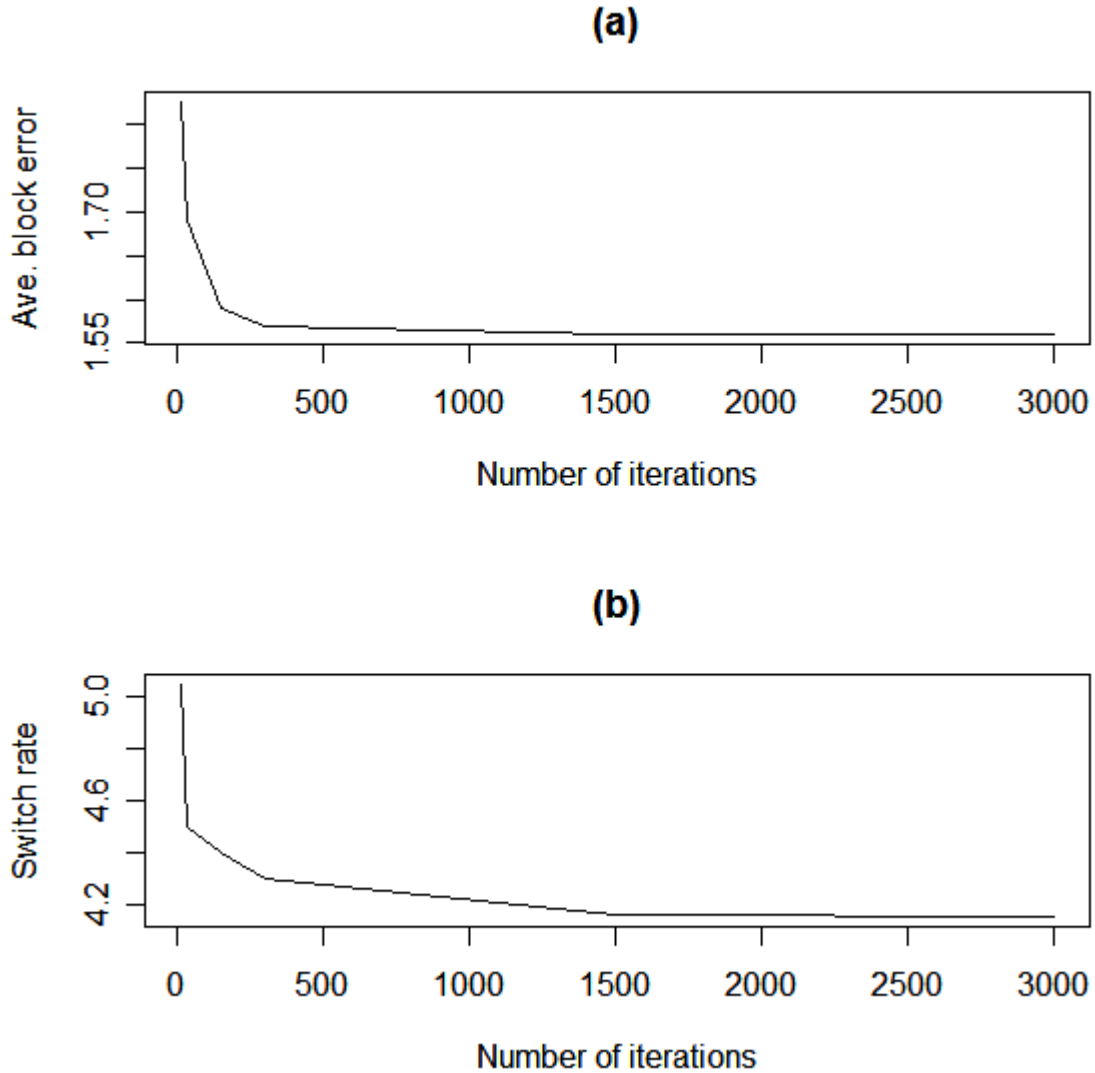 (a)
Ave. block error
1.70
1.55
0 500 1000 1500 2000 2500 3000
Number of iterations
(b)
Switch rate
5.0
4.6
4.2
0 500 1000 1500 2000 2500 3000
Number of iterations